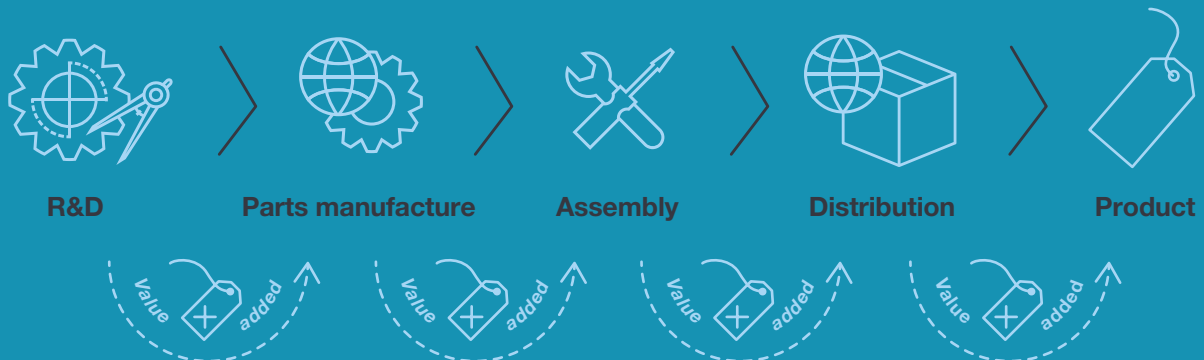 R&D
Parts manufacture
Assembly
Distribution
Product
Value added
Value added
Value added
Value added